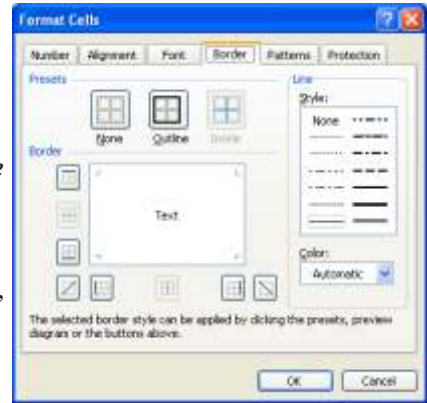 Format Cells
Number Alignment Font Border Patterns Protection
Presets
None Outline Inside
Line
Style:
None
Border
Text
Color:
Automatic
The selected border style can be applied by clicking the presets, preview
diagram or the buttons above.
OK Cancel
e
,